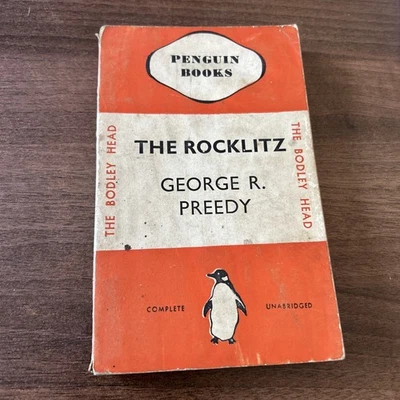 PENGUIN
BOOKS
THE BODLEY HEAD
THE ROCKLITZ
GEORGE R.
PREEDY
THE BODLEY HEAD
COMPLETE UNABRIDGED